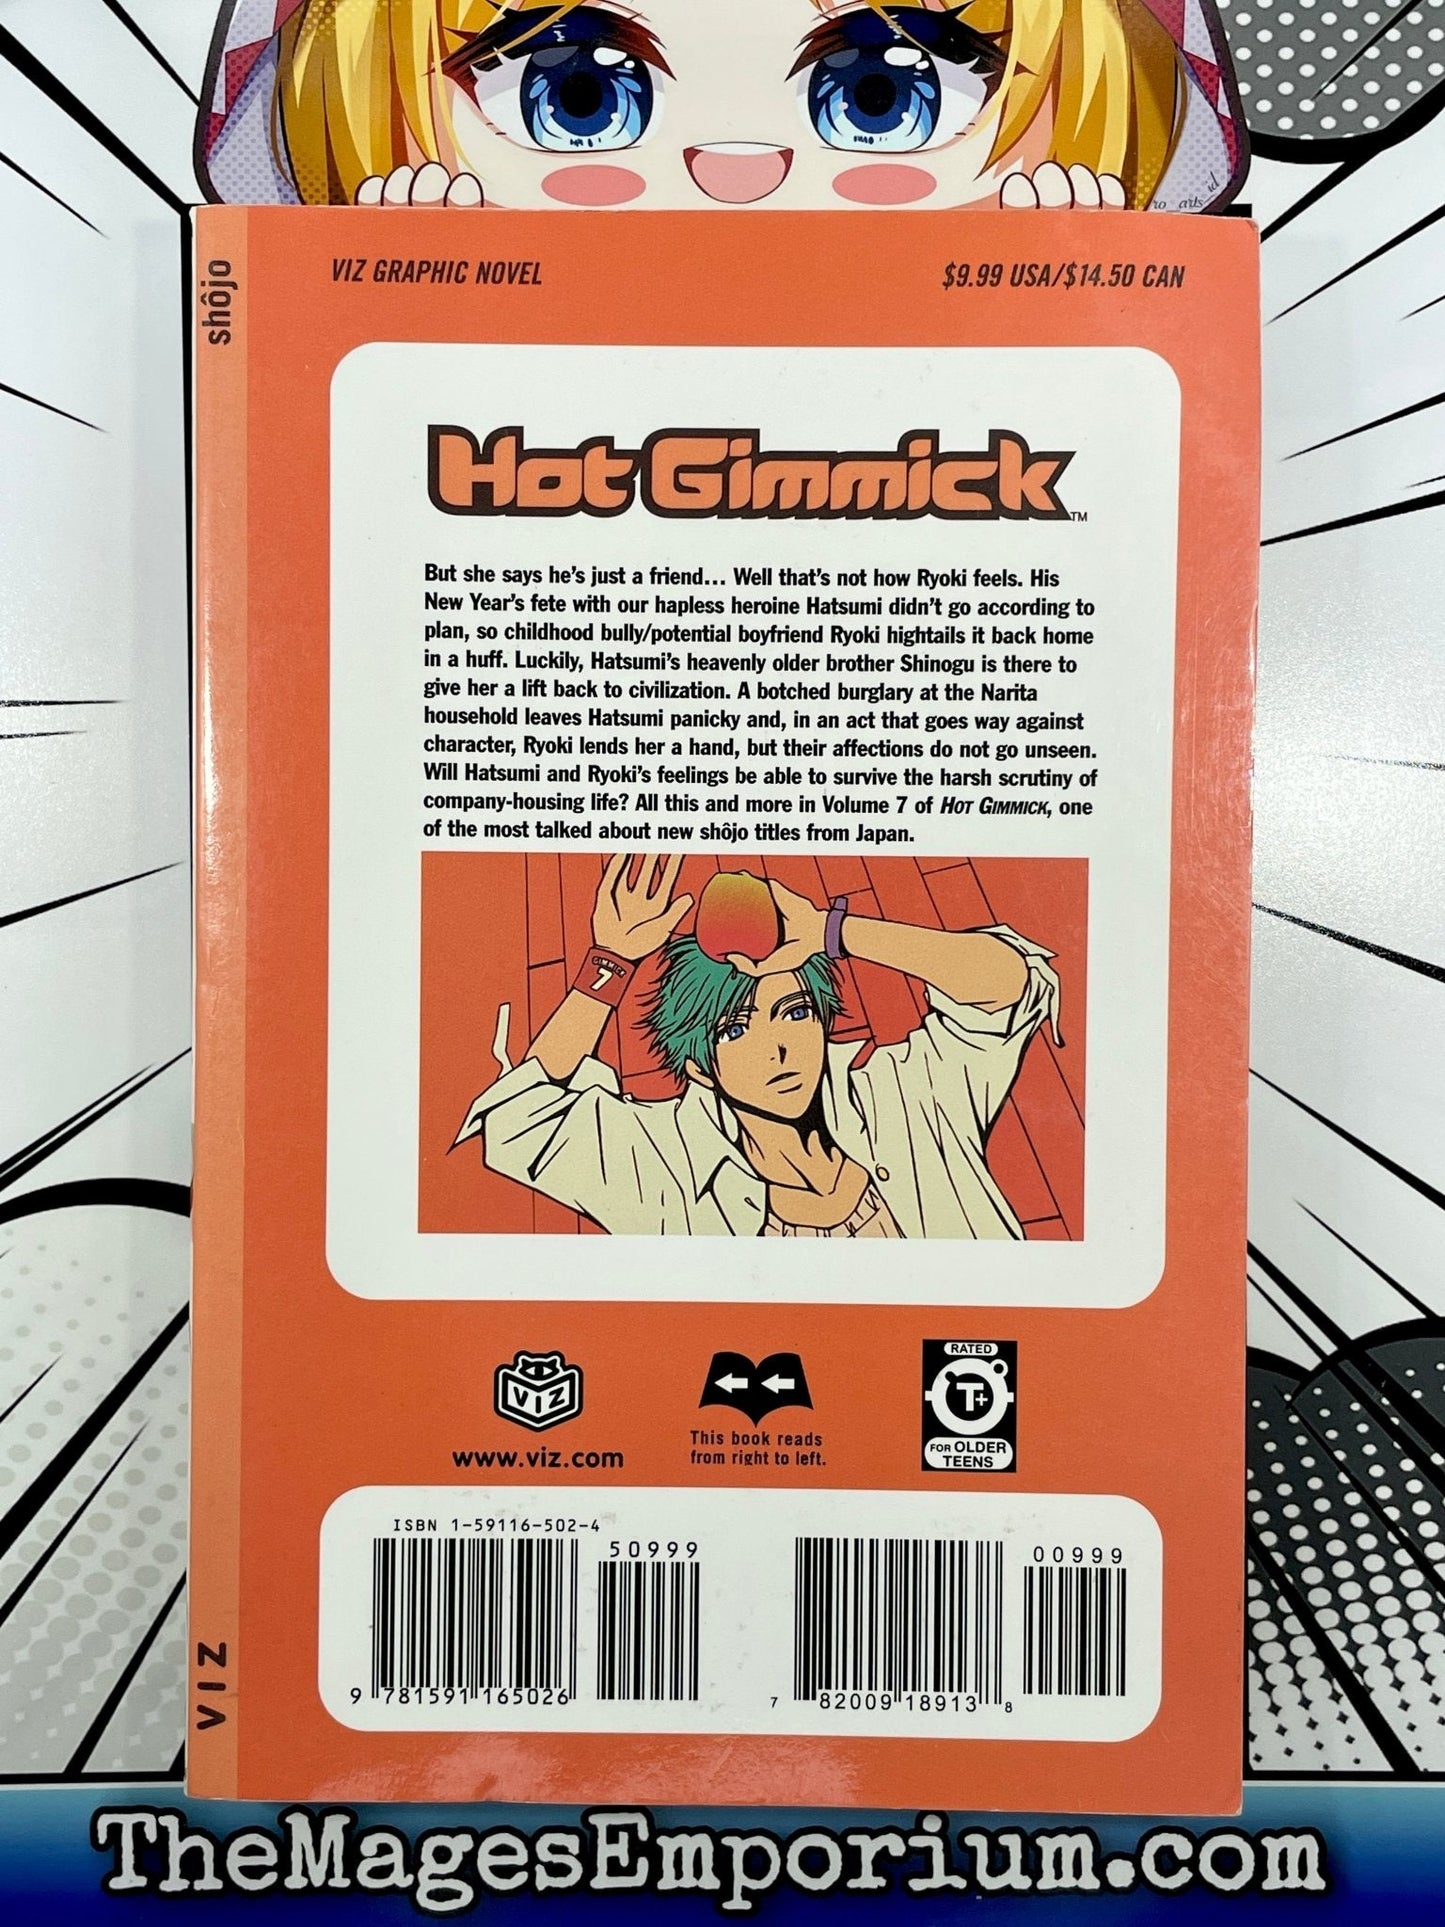 ro_arts_id
shôjo
VIZ GRAPHIC NOVEL
$9.99 USA/$14.50 CAN
Hot Gimmick™
But she says he's just a friend... Well that's not how Ryoki feels. His
New Year's fete with our hapless heroine Hatsumi didn't go according to
plan, so childhood bully/potential boyfriend Ryoki hightails it back home
in a huff. Luckily, Hatsumi's heavenly older brother Shinogu is there to
give her a lift back to civilization. A botched burglary at the Narita
household leaves Hatsumi panicky and, in an act that goes way against
character, Ryoki lends her a hand, but their affections do not go unseen.
Will Hatsumi and Ryoki's feelings be able to survive the harsh scrutiny of
company-housing life? All this and more in Volume 7 of HOT GIMMICK, one
of the most talked about new shôjo titles from Japan.
GIMMICK
7
VIZ
www.viz.com
This book reads
from right to left.
RATED
T+
FOR OLDER
TEENS
ISBN 1-59116-502-4
50999
9 781591 165026
00999
7 82009 18913 8
VIZ
TheMagesEmporium.com